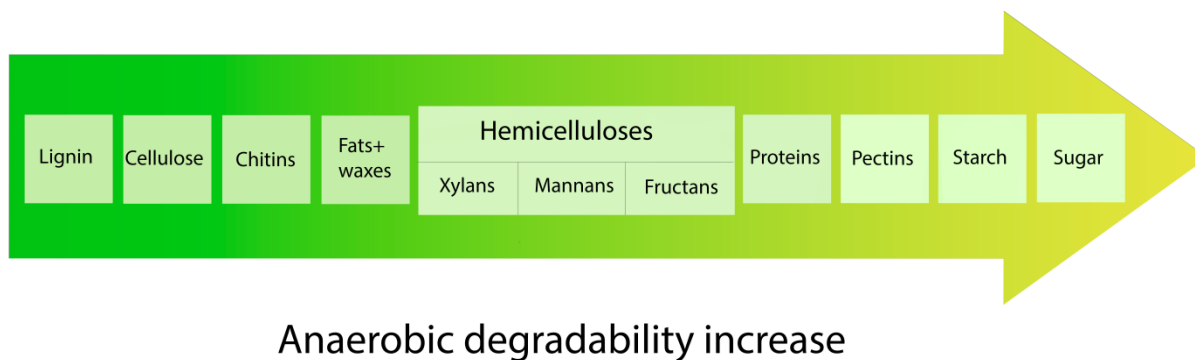 Lignin
Cellulose
Chitins
Fats+
waxes
Hemicelluloses
Xylans
Mannans
Fructans
Proteins
Pectins
Starch
Sugar
Anaerobic degradability increase